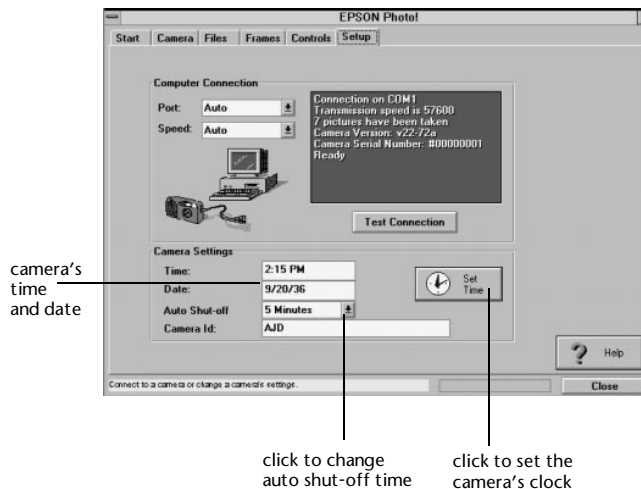 EPSON Photo!
Start Camera Files Frames Controls Setup
Computer Connection
Port: Auto
Speed: Auto
Connection on COM1
Transmission speed is 57600
7 pictures have been taken
Camera Version: v22-72a
Camera Serial Number: #00000001
Ready
Test Connection
Camera Settings
Time: 2:15 PM
Date: 9/20/36
Auto Shut-off 5 Minutes
Camera Id: AJD
Set
Time
camera's
time
and date
? Help
Connect to a camera or change a camera's settings.
Close
click to change
auto shut-off time
click to set the
camera's clock